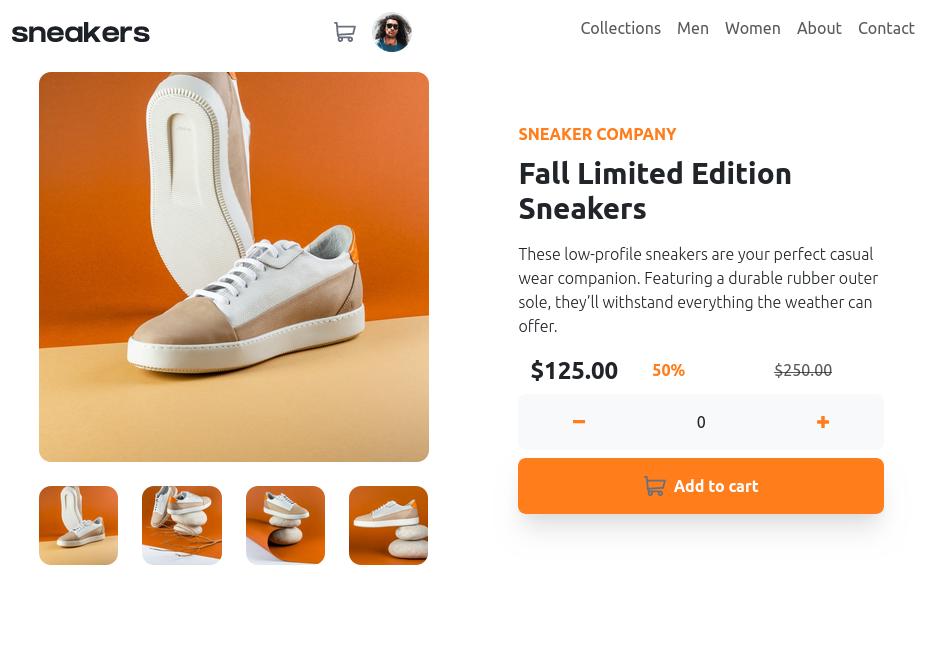 sneakers
Collections Men Women About Contact
SNEAKER COMPANY
Fall Limited Edition
Sneakers
These low-profile sneakers are your perfect casual
wear companion. Featuring a durable rubber outer
sole, they’ll withstand everything the weather can
offer.
$125.00 50% $250.00
0
Add to cart